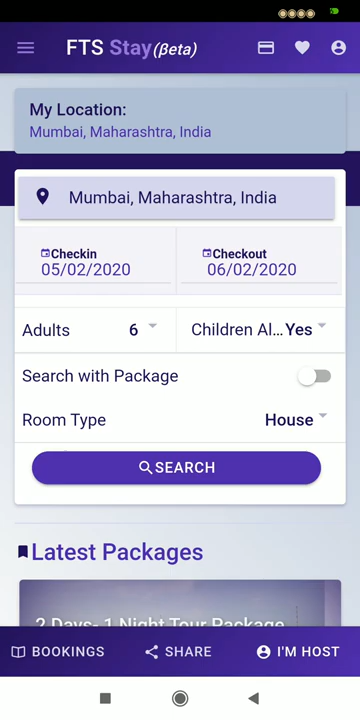 FTS Stay(βeta)
My Location:
Mumbai, Maharashtra, India
Mumbai, Maharashtra, India
Checkin
Checkout
05/02/2020
06/02/2020
Adults 6
Children Al... Yes
Search with Package
Room Type House
SEARCH
Latest Packages
2 Days- 1 Night Tour Package
BOOKINGS
SHARE
I'M HOST